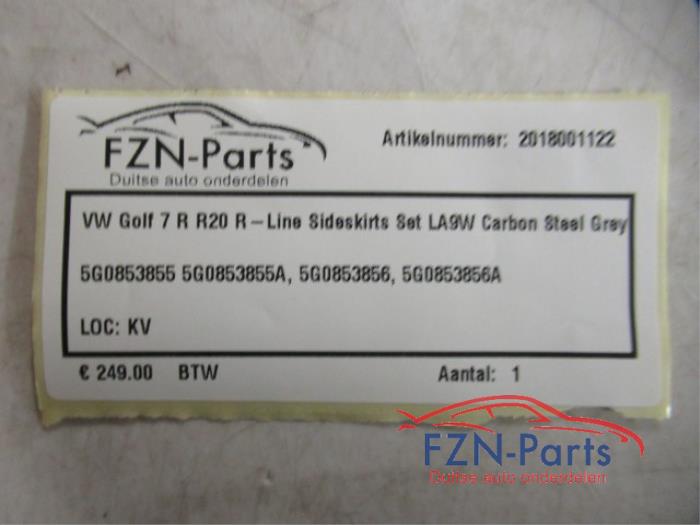 FZN-Parts
Duitse auto onderdelen
Artikelnummer: 2018001122
VW Golf 7 R R20 R-Line Sideskirts Set LA9W Carbon Steel Grey
5G0853855 5G0853855A, 5G0853856, 5G0853856A
LOC: KV
€ 249.00 BTW
Aantal: 1
FZN-Parts
Duitse auto onderdelen